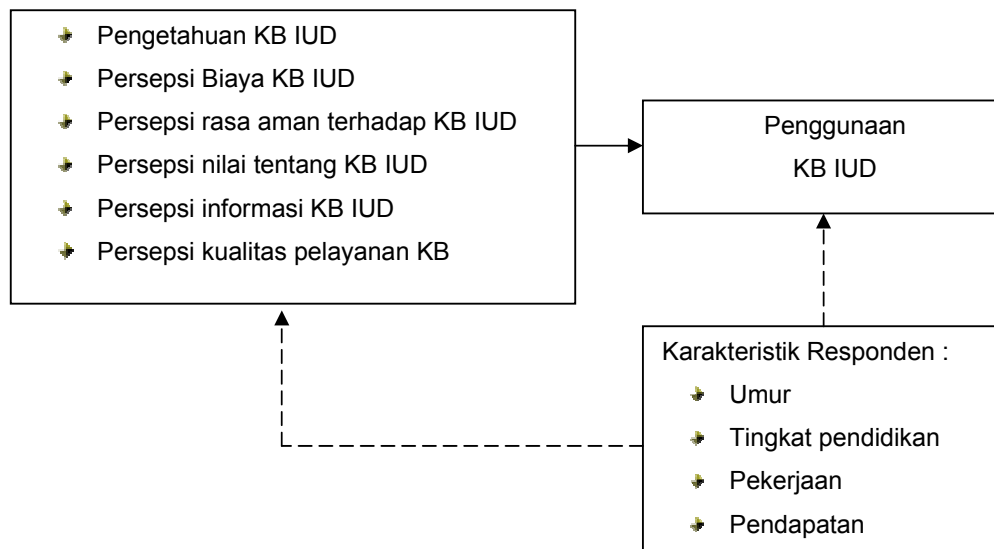 Pengetahuan KB IUD
Persepsi Biaya KB IUD
Persepsi rasa aman terhadap KB IUD
Persepsi nilai tentang KB IUD
Persepsi informasi KB IUD
Persepsi kualitas pelayanan KB
Penggunaan
KB IUD
Karakteristik Responden :
Umur
Tingkat pendidikan
Pekerjaan
Pendapatan